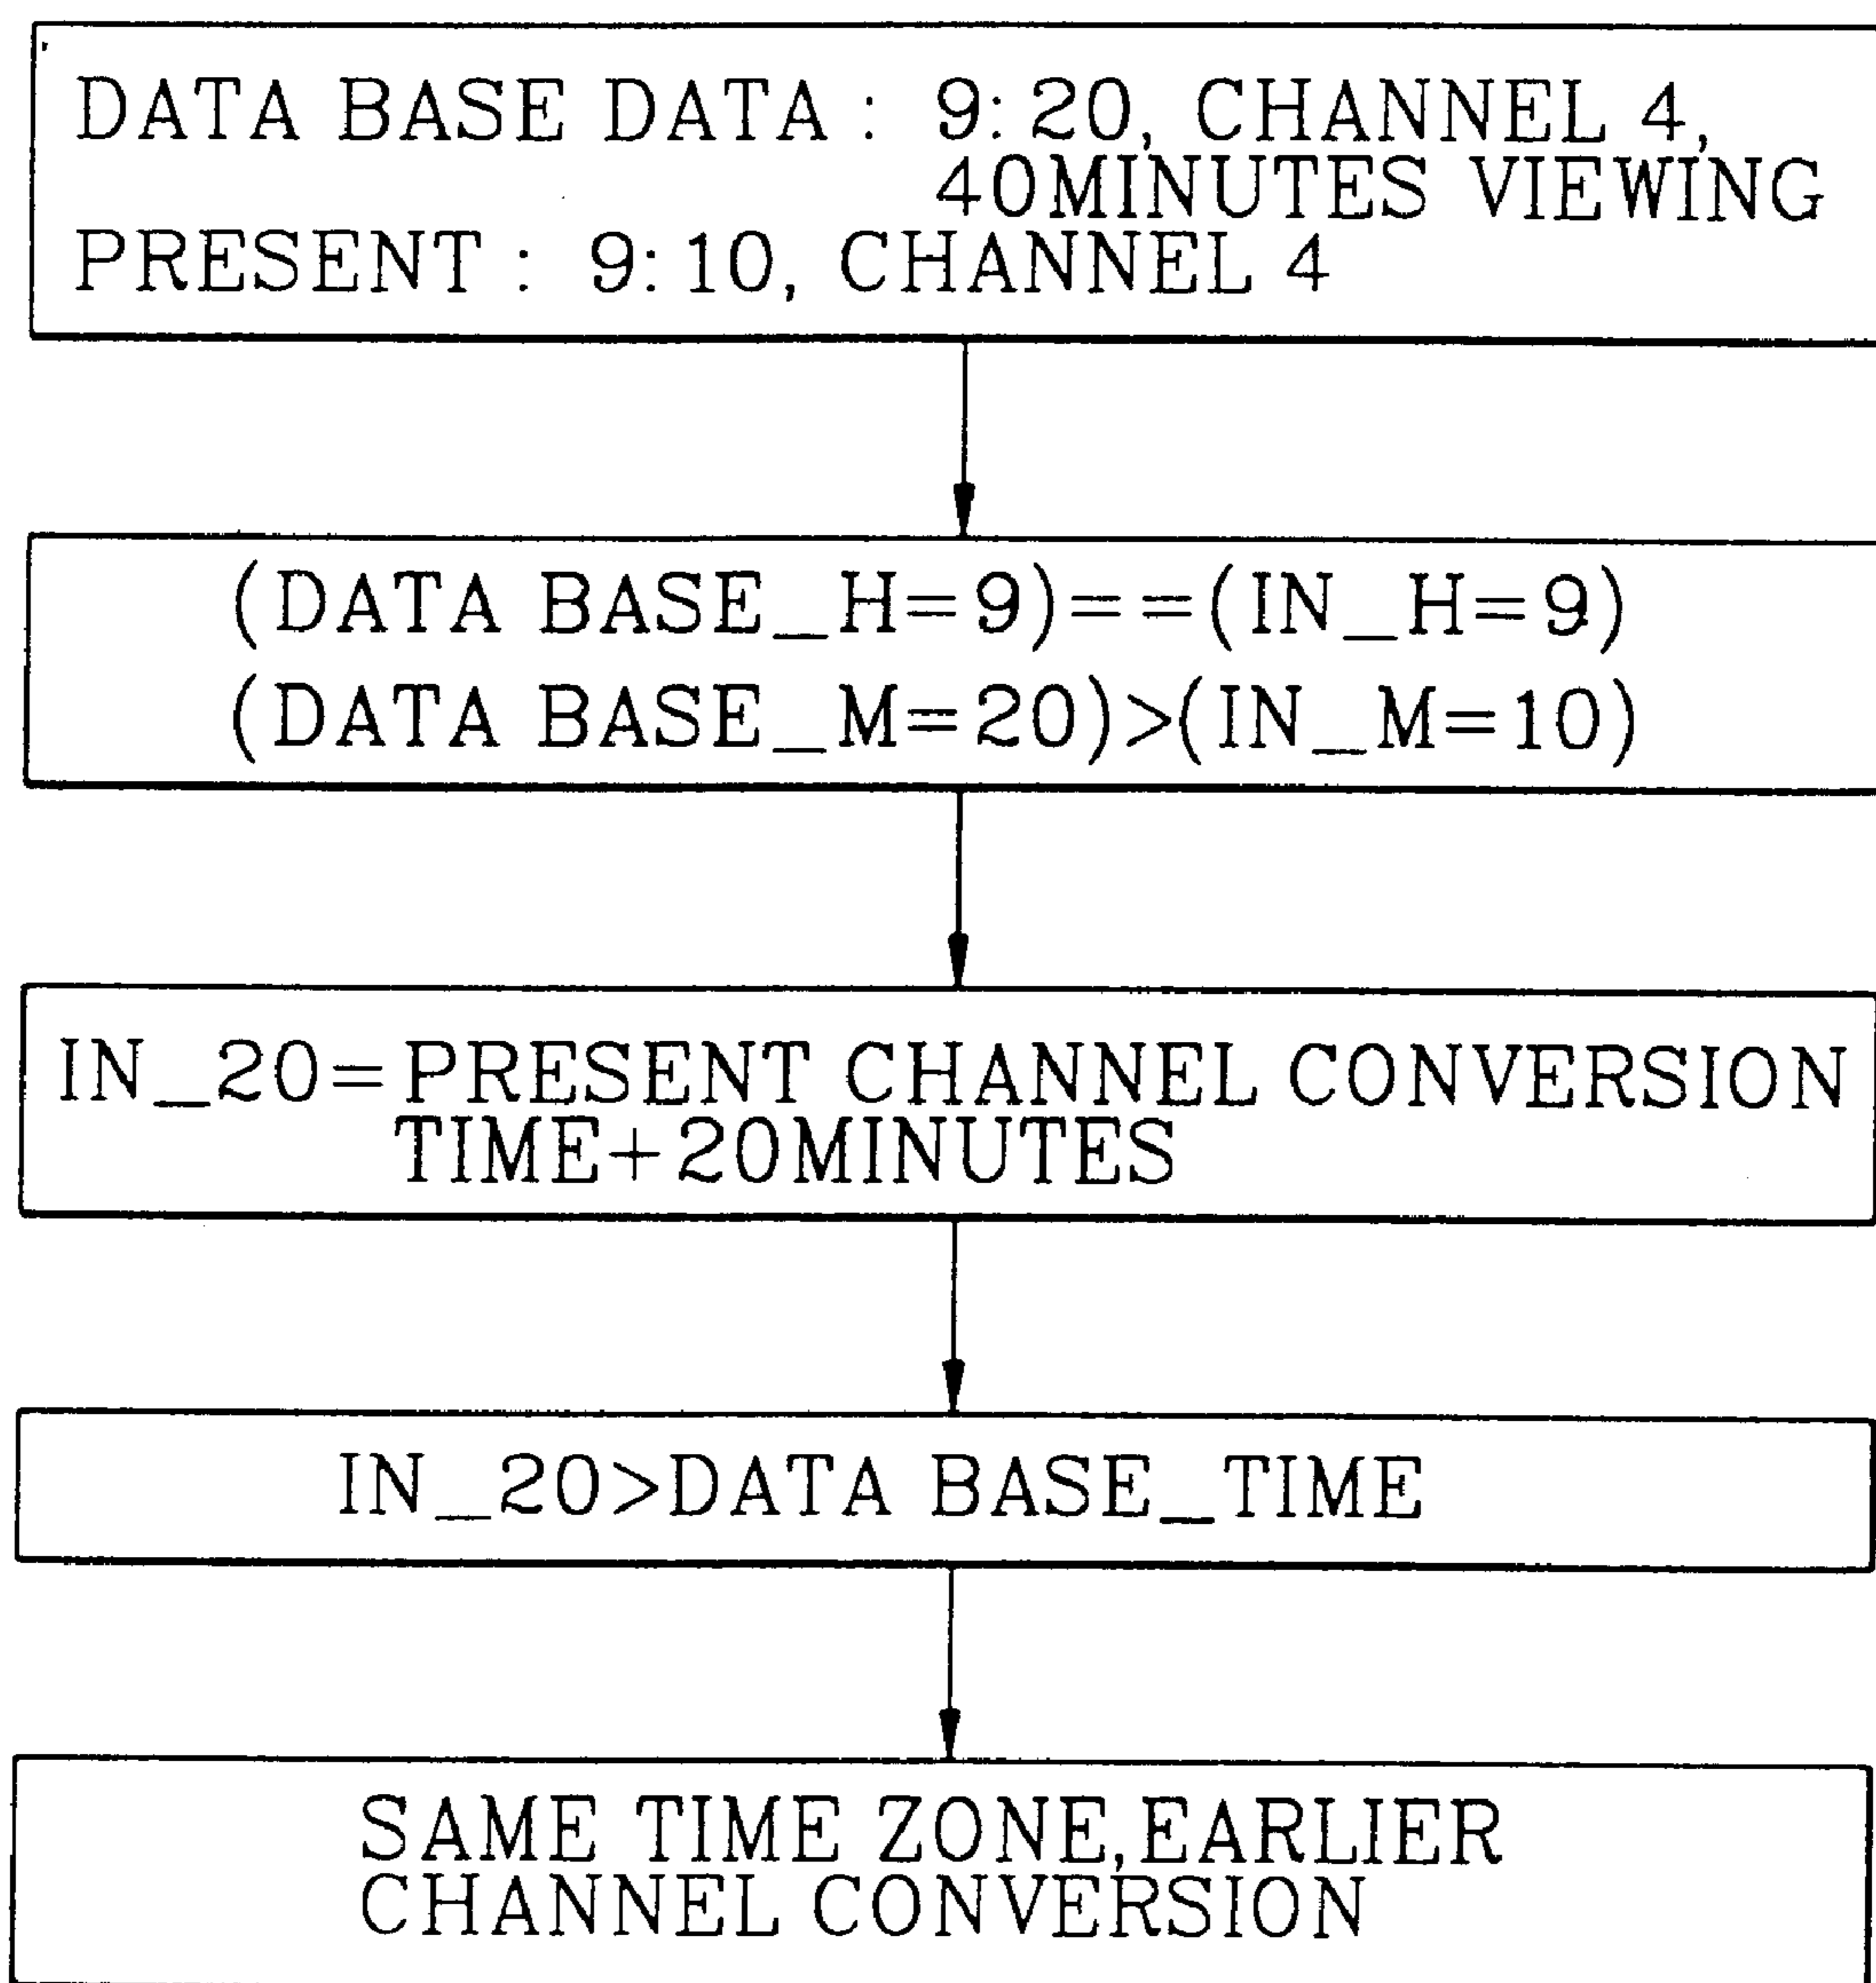 DATA BASE DATA : 9:20, CHANNEL 4,
40MINUTES VIEWING
PRESENT : 9:10, CHANNEL 4
(DATA BASE_H=9)==(IN_H=9)
(DATA BASE_M=20)>(IN_M=10)
IN_20=PRESENT CHANNEL CONVERSION
TIME+20MINUTES
IN_20>DATA BASE_TIME
SAME TIME ZONE,EARLIER
CHANNEL CONVERSION